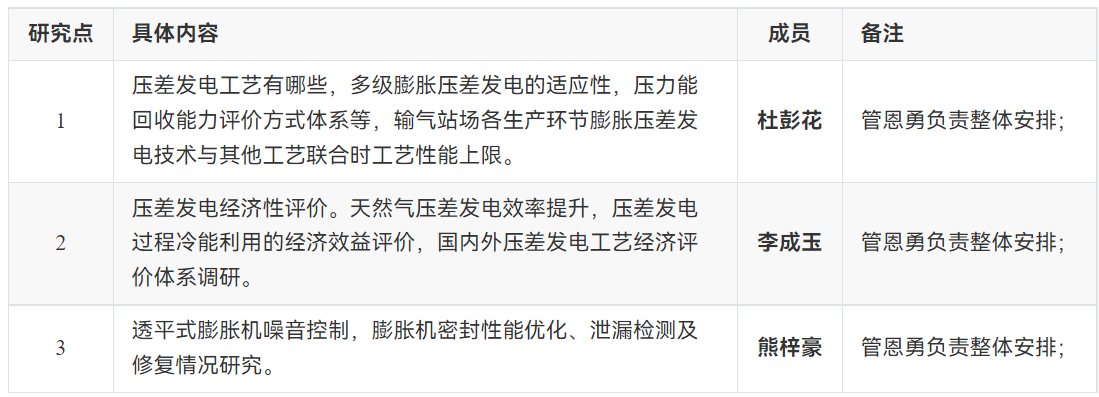 研究点 具体内容 成员 备注
1 压差发电工艺有哪些，多级膨胀压差发电的适应性，压力能
回收能力评价方式体系等，输气站场各生产环节膨胀压差发
电技术与其他工艺联合时工艺性能上限。 杜彭花 管恩勇负责整体安排；
2 压差发电经济性评价。天然气压差发电效率提升，压差发电
过程冷能利用的经济效益评价，国内外压差发电工艺经济评
价体系调研。 李成玉 管恩勇负责整体安排；
3 透平式膨胀机噪音控制，膨胀机密封性能优化、泄漏检测及
修复情况研究。 熊梓豪 管恩勇负责整体安排；